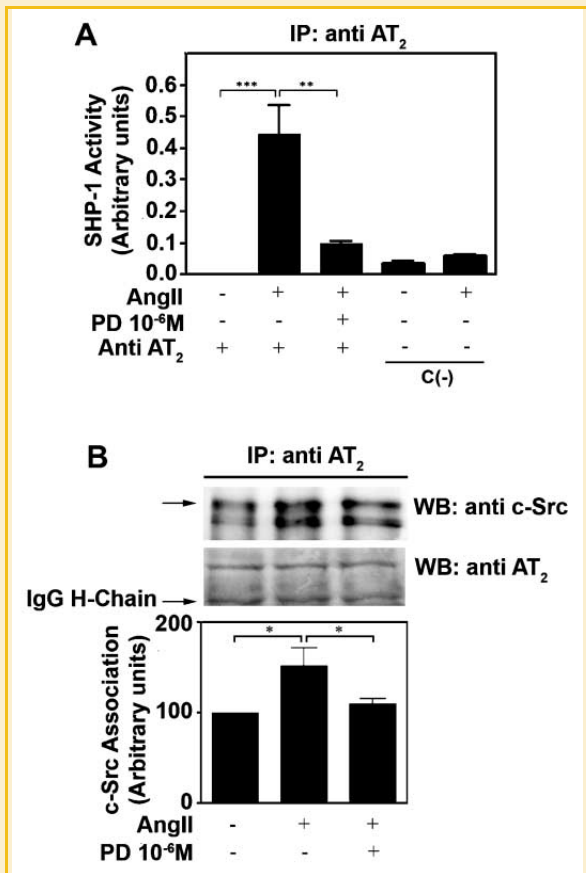 A
IP: anti AT₂
SHP-1 Activity
(Arbitrary units)
0.6
0.5
0.4
0.3
0.2
0.1
0.0
*** **
AngII - + + - +
PD 10⁻⁶M - - + - -
Anti AT₂ + + + - -
C(-)
B
IP: anti AT₂
WB: anti c-Src
WB: anti AT₂
IgG H-Chain
c-Src Association
(Arbitrary units)
200
100
0
* *
AngII - + +
PD 10⁻⁶M - - +